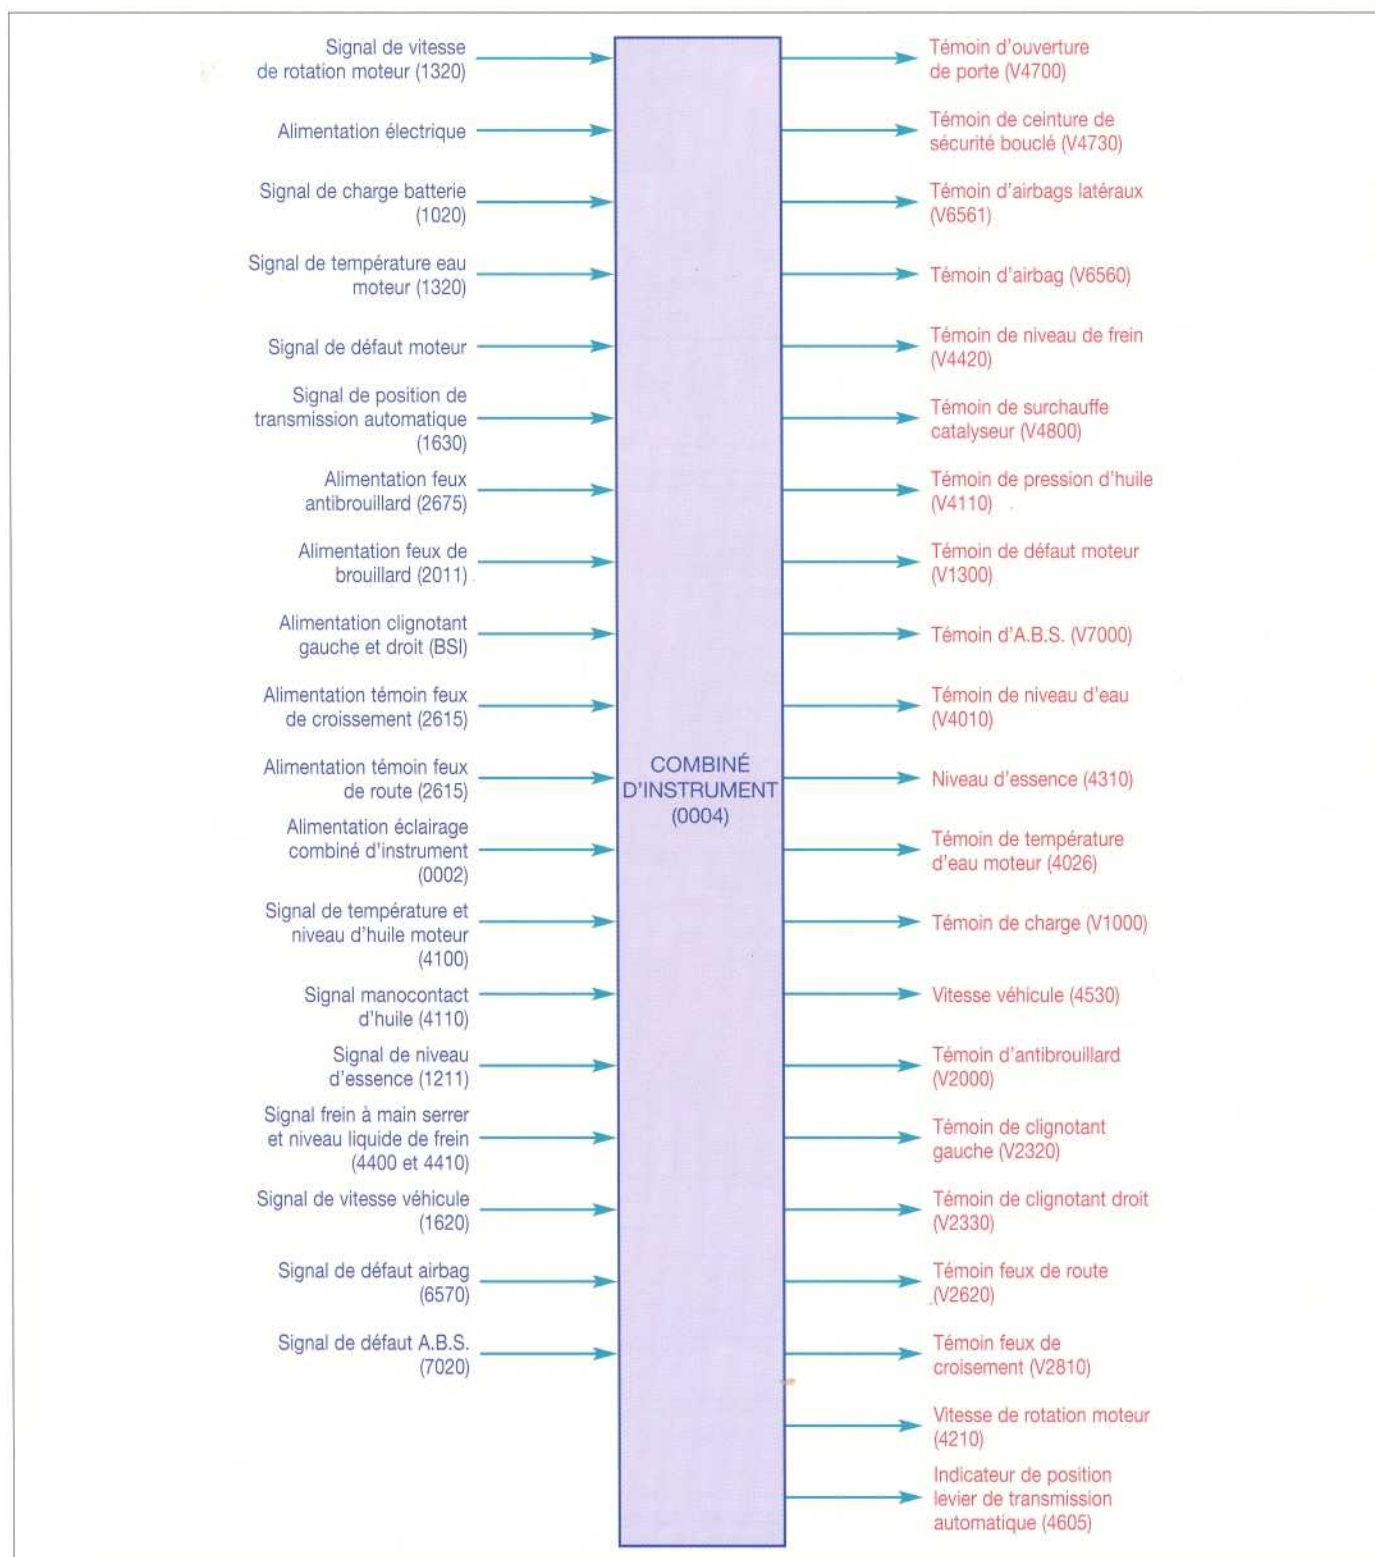 Signal de vitesse
de rotation moteur (1320)
Alimentation électrique
Signal de charge batterie
(1020)
Signal de température eau
moteur (1320)
Signal de défaut moteur
Signal de position de
transmission automatique
(1630)
Alimentation feux
antibrouillard (2675)
Alimentation feux de
brouillard (2011)
Alimentation clignotant
gauche et droit (BSI)
Alimentation témoin feux
de croissement (2615)
Alimentation témoin feux
de route (2615)
Alimentation éclairage
combiné d'instrument
(0002)
Signal de température et
niveau d'huile moteur
(4100)
Signal manocontact
d'huile (4110)
Signal de niveau
d'essence (1211)
Signal frein à main serrer
et niveau liquide de frein
(4400 et 4410)
Signal de vitesse véhicule
(1620)
Signal de défaut airbag
(6570)
Signal de défaut A.B.S.
(7020)
COMBINÉ
D'INSTRUMENT
(0004)
Témoin d'ouverture
de porte (V4700)
Témoin de ceinture de
sécurité bouclé (V4730)
Témoin d'airbags latéraux
(V6561)
Témoin d'airbag (V6560)
Témoin de niveau de frein
(V4420)
Témoin de surchauffe
catalyseur (V4800)
Témoin de pression d'huile
(V4110)
Témoin de défaut moteur
(V1300)
Témoin d'A.B.S. (V7000)
Témoin de niveau d'eau
(V4010)
Niveau d'essence (4310)
Témoin de température
d'eau moteur (4026)
Témoin de charge (V1000)
Vitesse véhicule (4530)
Témoin d'antibrouillard
(V2000)
Témoin de clignotant
gauche (V2320)
Témoin de clignotant droit
(V2330)
Témoin feux de route
(V2620)
Témoin feux de
croisement (V2810)
Vitesse de rotation moteur
(4210)
Indicateur de position
levier de transmission
automatique (4605)